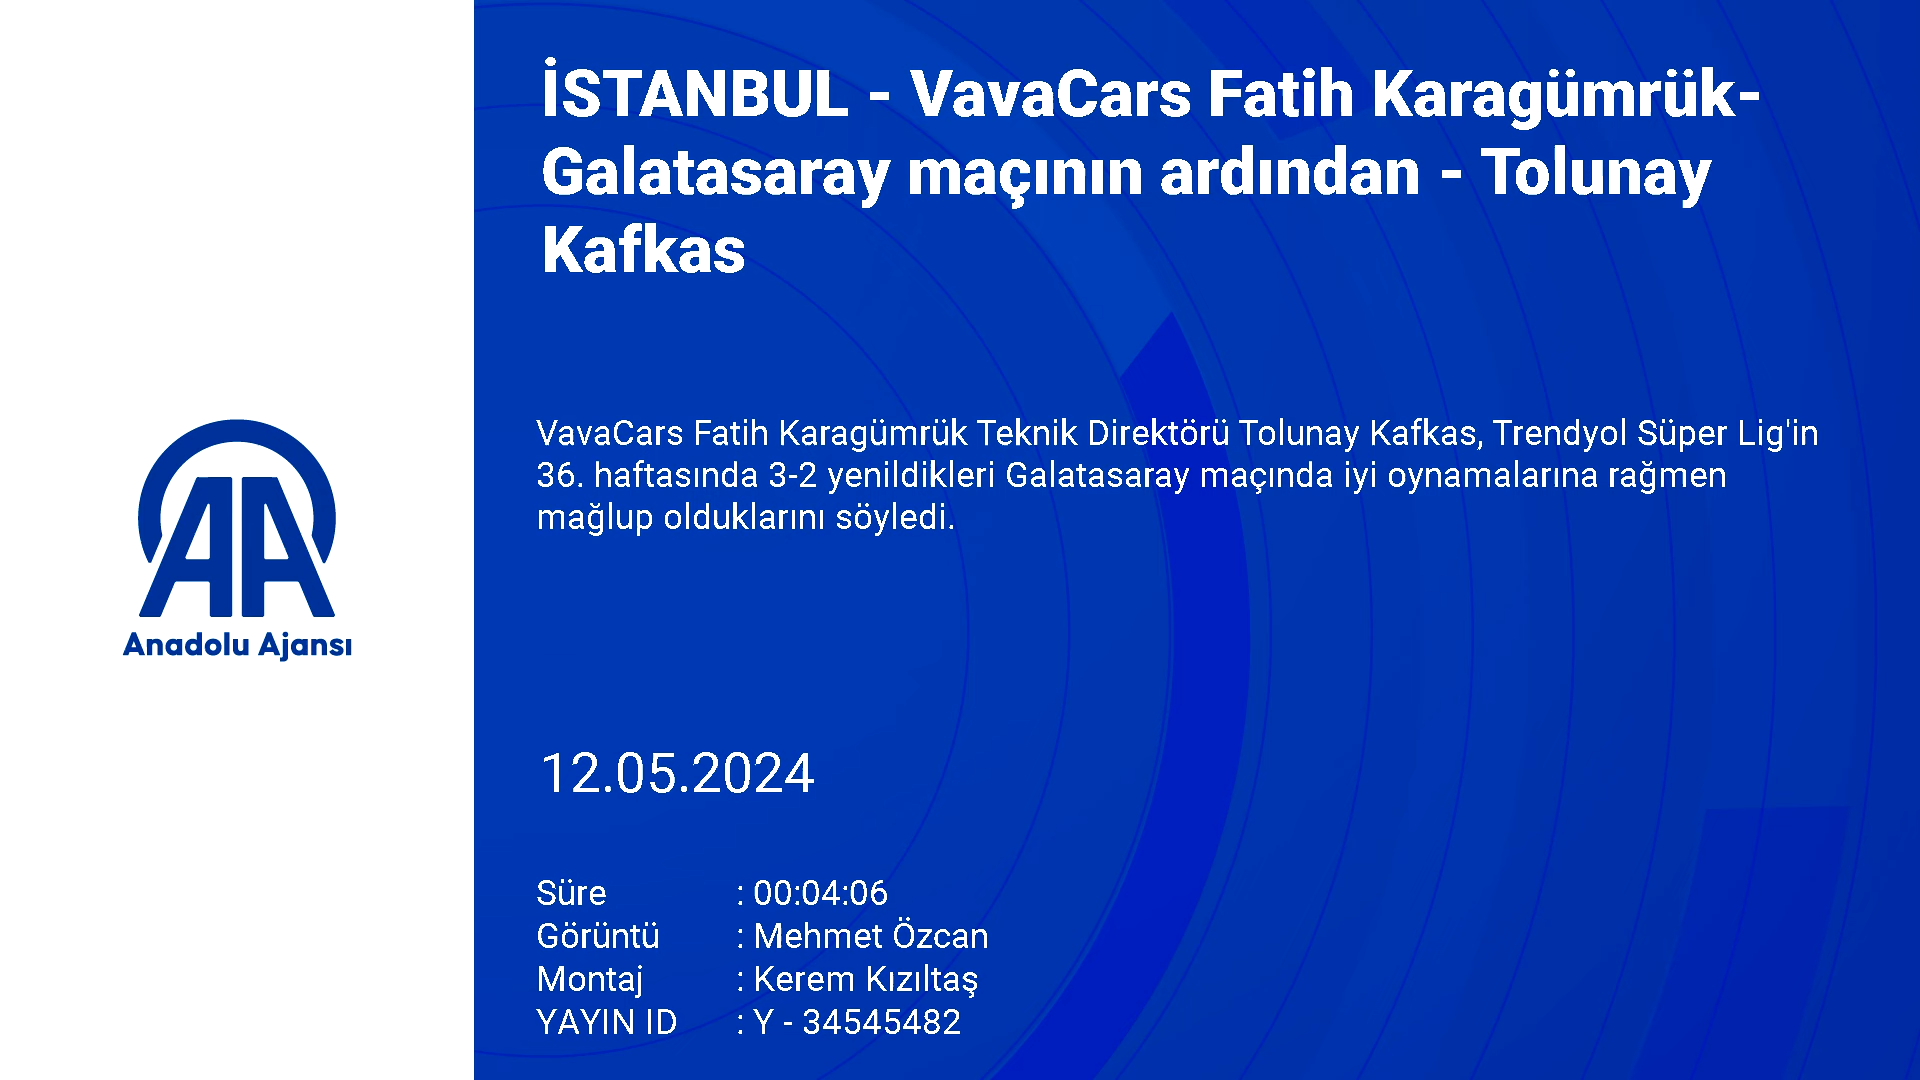 İSTANBUL - VavaCars Fatih Karagümrük-
Galatasaray maçının ardından - Tolunay
Kafkas
VavaCars Fatih Karagümrük Teknik Direktörü Tolunay Kafkas, Trendyol Süper Lig'in
36. haftasında 3-2 yenildikleri Galatasaray maçında iyi oynamalarına rağmen
mağlup olduklarını söyledi.
AA
Anadolu Ajansı
12.05.2024
Süre : 00:04:06
Görüntü : Mehmet Özcan
Montaj : Kerem Kızıltaş
YAYIN ID : Y - 34545482